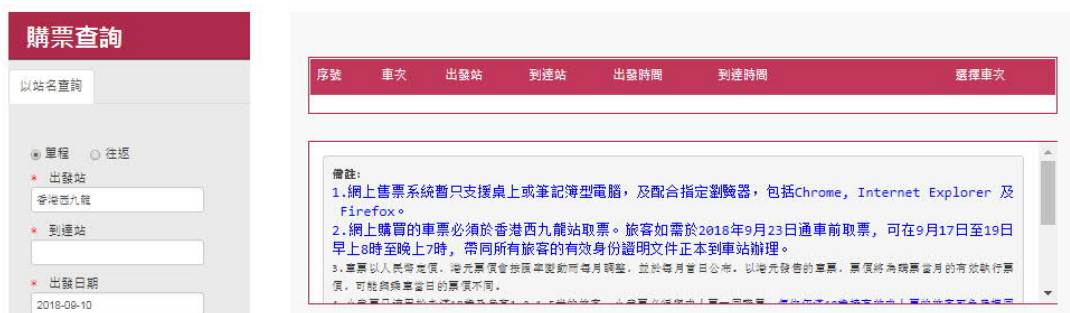 購票查詢
以站名查詢
單程 往返
* 出發站
香港西九龍
* 到達站
* 出發日期
2018-09-10
序號 車次 出發站 到達站 出發時間 到達時間 選擇車次
備註:
1.網上售票系統暫只支援桌上或筆記簿型電腦，及配合指定瀏覽器，包括Chrome, Internet Explorer 及
Firefox。
2.網上購買的車票必須於香港西九龍站取票。旅客如需於2018年9月23日通車前取票, 可在9月17日至19日
早上8時至晚上7時, 帶同所有旅客的有效身份證明文件正本到車站辦理。
3.車票以人民幣定價，港元票價會按匯率變動而每月調整，並於每月首日公布。以港元發售的車票，票價將為購票當月的有效執行票
價，可能與乘車當日的票價不同。